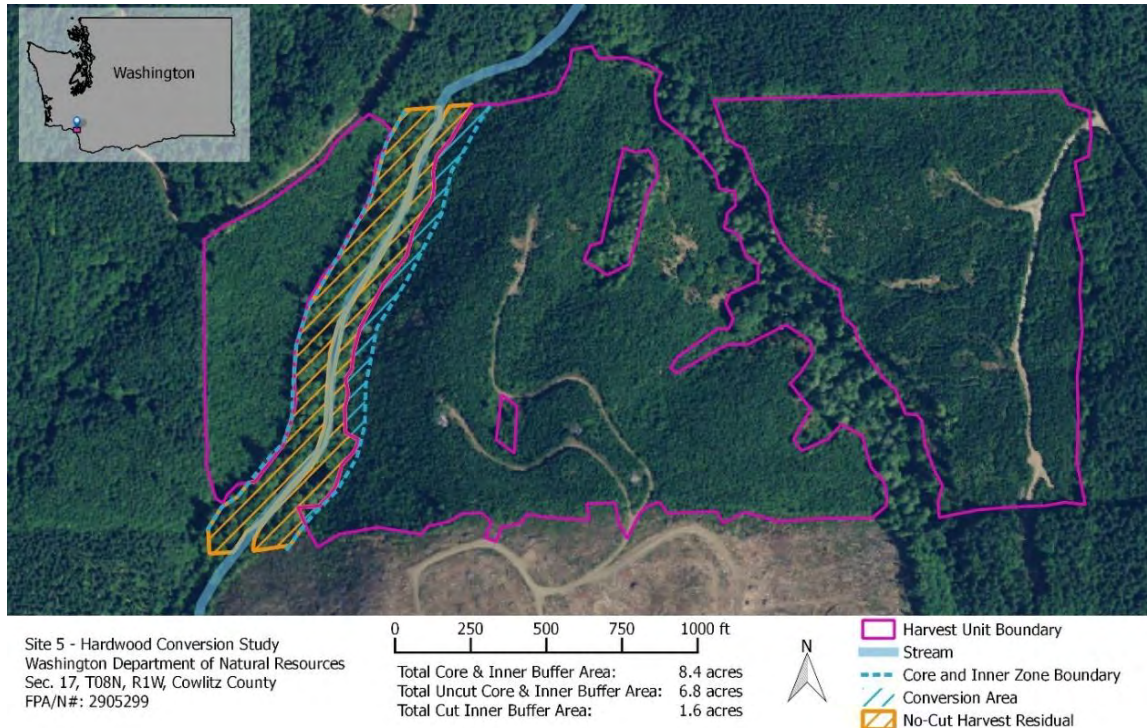 Washington
Site 5 - Hardwood Conversion Study
Washington Department of Natural Resources
Sec. 17, T08N, R1W, Cowlitz County
FPA/N#: 2905299
0 250 500 750 1000 ft
Total Core & Inner Buffer Area: 8.4 acres
Total Uncut Core & Inner Buffer Area: 6.8 acres
Total Cut Inner Buffer Area: 1.6 acres
N
Harvest Unit Boundary
Stream
Core and Inner Zone Boundary
Conversion Area
No-Cut Harvest Residual